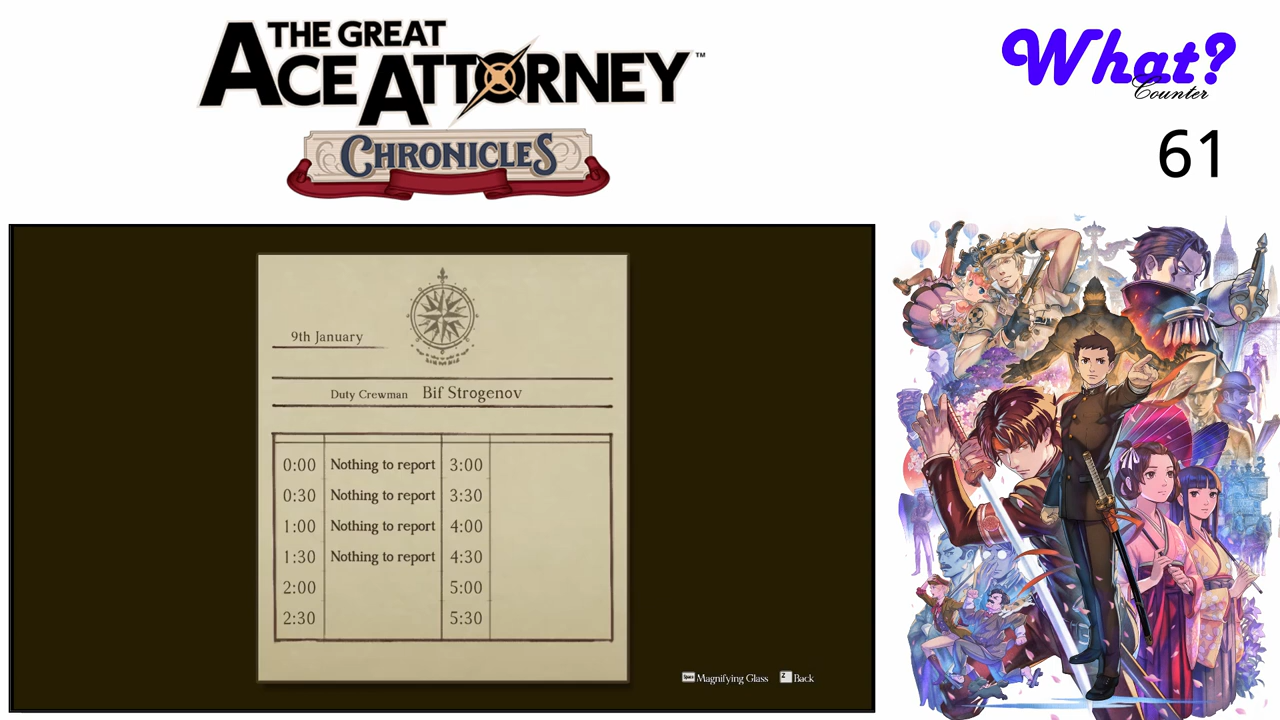 THE GREAT
ACE ATTORNEY™
CHRONICLES
What?
Counter
61
9th January
Duty Crewman Bif Strogenov
0:00 Nothing to report 3:00
0:30 Nothing to report 3:30
1:00 Nothing to report 4:00
1:30 Nothing to report 4:30
2:00 5:00
2:30 5:30
Magnifying Glass Back